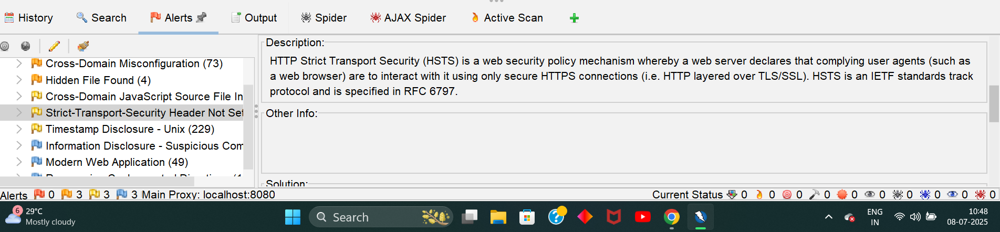 History Search Alerts Output Spider AJAX Spider Active Scan
Cross-Domain Misconfiguration (73)
Hidden File Found (4)
Cross-Domain JavaScript Source File In
Strict-Transport-Security Header Not Set
Timestamp Disclosure - Unix (229)
Information Disclosure - Suspicious Com
Modern Web Application (49)
Description:
HTTP Strict Transport Security (HSTS) is a web security policy mechanism whereby a web server declares that complying user agents (such as
a web browser) are to interact with it using only secure HTTPS connections (i.e. HTTP layered over TLS/SSL). HSTS is an IETF standards track
protocol and is specified in RFC 6797.
Other Info:
Solution:
Alerts 0 3 3 3 Main Proxy: localhost:8080 Current Status 0 0 0 0 0 0 0 0 0 0
6 29°C
Mostly cloudy
Search
ENG
IN
10:48
08-07-2025